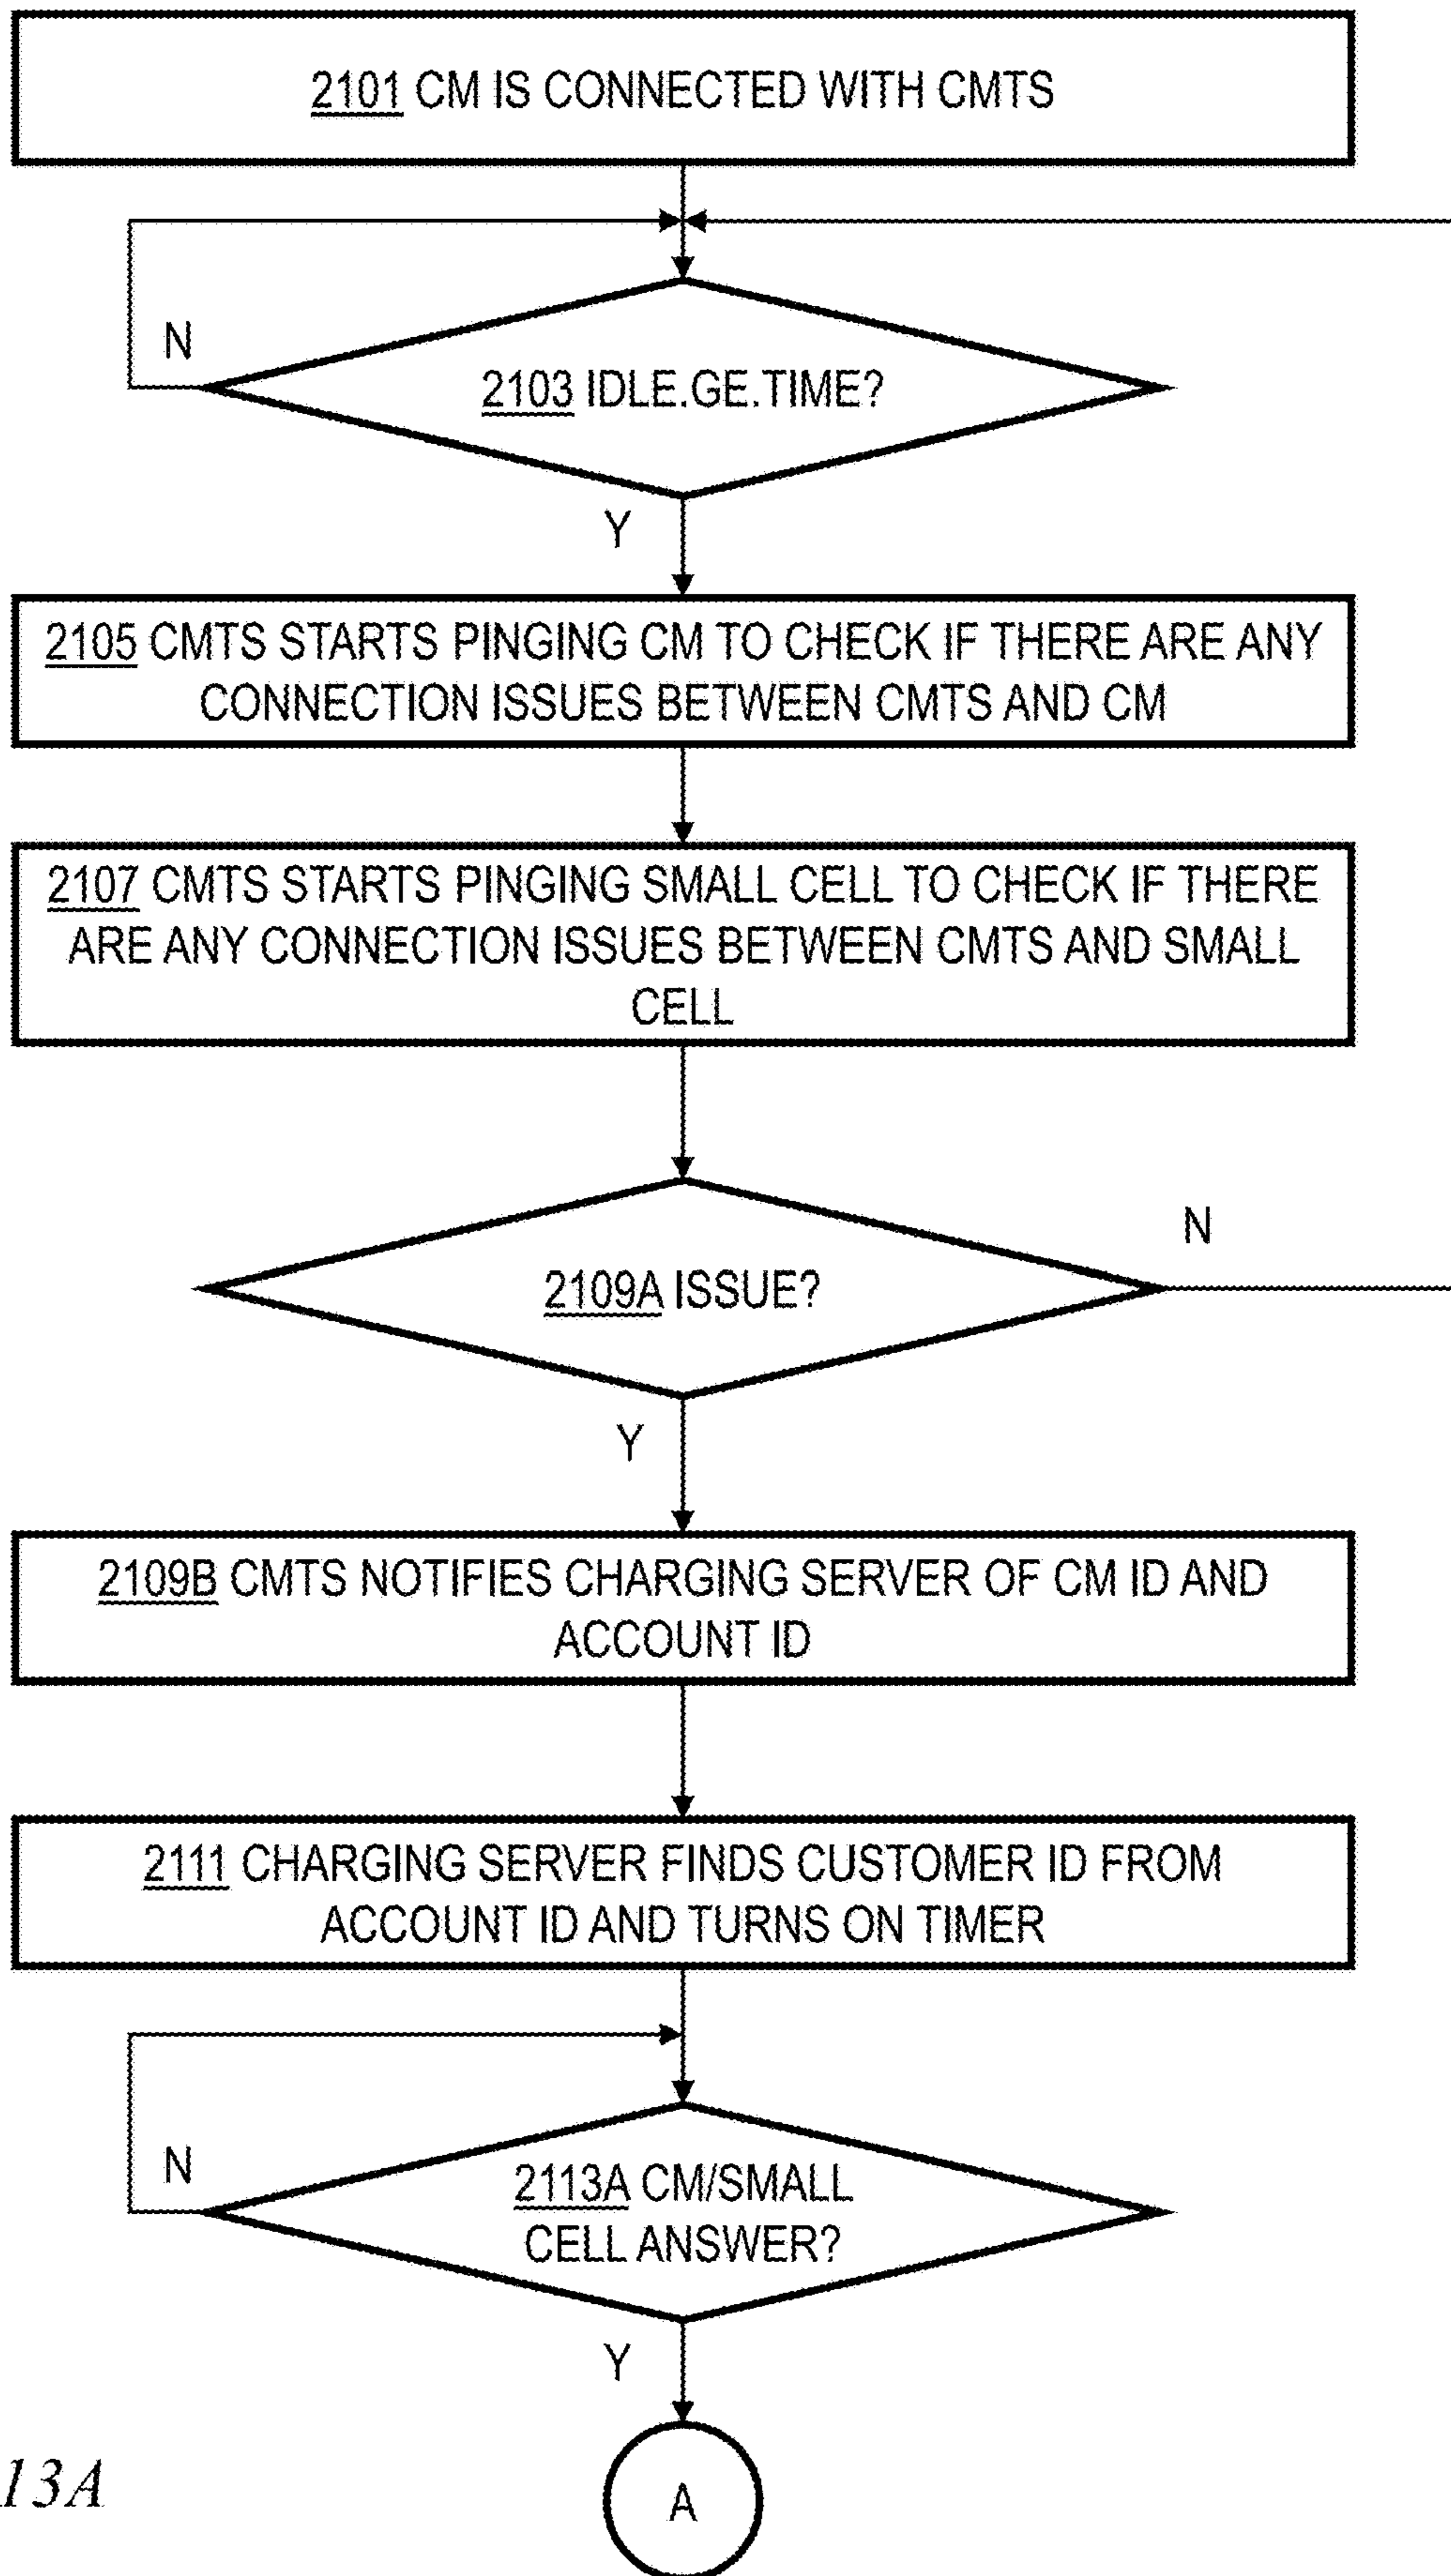 2101 CM IS CONNECTED WITH CMTS
N
2103 IDLE.GE.TIME?
Y
2105 CMTS STARTS PINGING CM TO CHECK IF THERE ARE ANY
CONNECTION ISSUES BETWEEN CMTS AND CM
2107 CMTS STARTS PINGING SMALL CELL TO CHECK IF THERE
ARE ANY CONNECTION ISSUES BETWEEN CMTS AND SMALL
CELL
N
2109A ISSUE?
Y
2109B CMTS NOTIFIES CHARGING SERVER OF CM ID AND
ACCOUNT ID
2111 CHARGING SERVER FINDS CUSTOMER ID FROM
ACCOUNT ID AND TURNS ON TIMER
N
2113A CM/SMALL
CELL ANSWER?
Y
13A
A